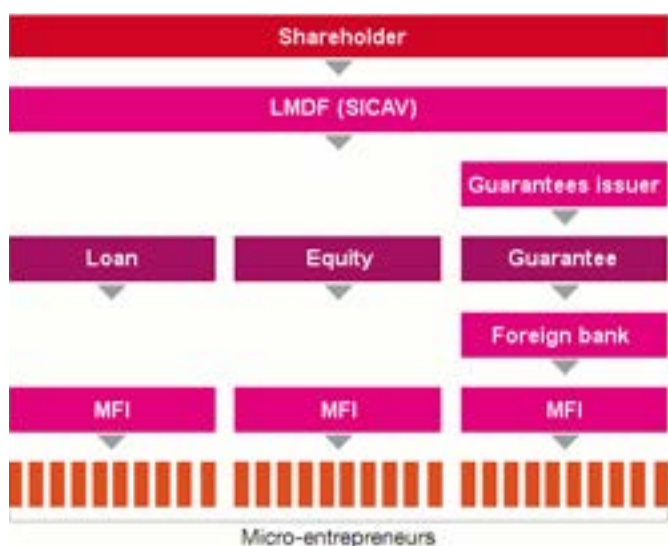 Shareholder
LMDF (SICAV)
Guarantees issuer
Loan
Equity
Guarantee
Foreign bank
MFI
MFI
MFI
Micro-entrepreneurs